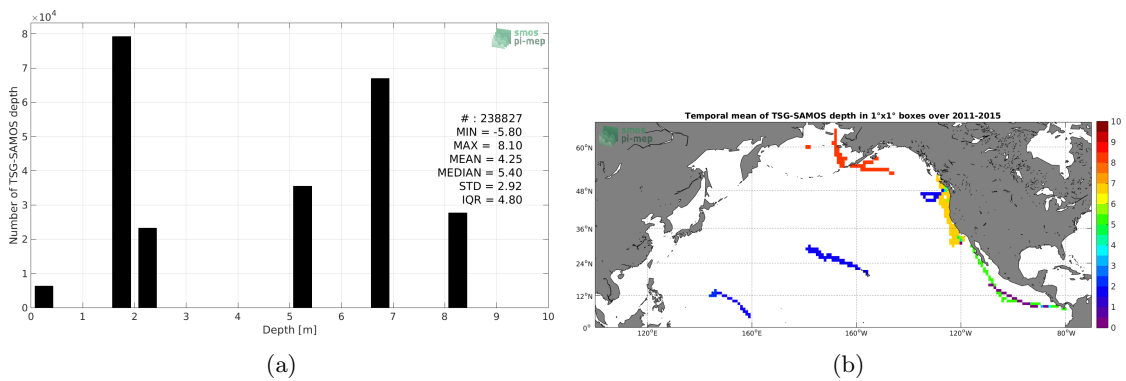 ×10⁴
8
7
6
5
4
3
2
1
0
Number of TSG-SAMOS depth
smos
pi-mep
# : 238827
MIN = -5.80
MAX = 8.10
MEAN = 4.25
MEDIAN = 5.40
STD = 2.92
IQR = 4.80
0 1 2 3 4 5 6 7 8 9 10
Depth [m]
(a)
Temporal mean of TSG-SAMOS depth in 1°x1° boxes over 2011-2015
smos
pi-mep
60°N
48°N
36°N
24°N
12°N
0°
120°E 160°E 160°W 120°W 80°W
10
9
8
7
6
5
4
3
2
1
0
(b)